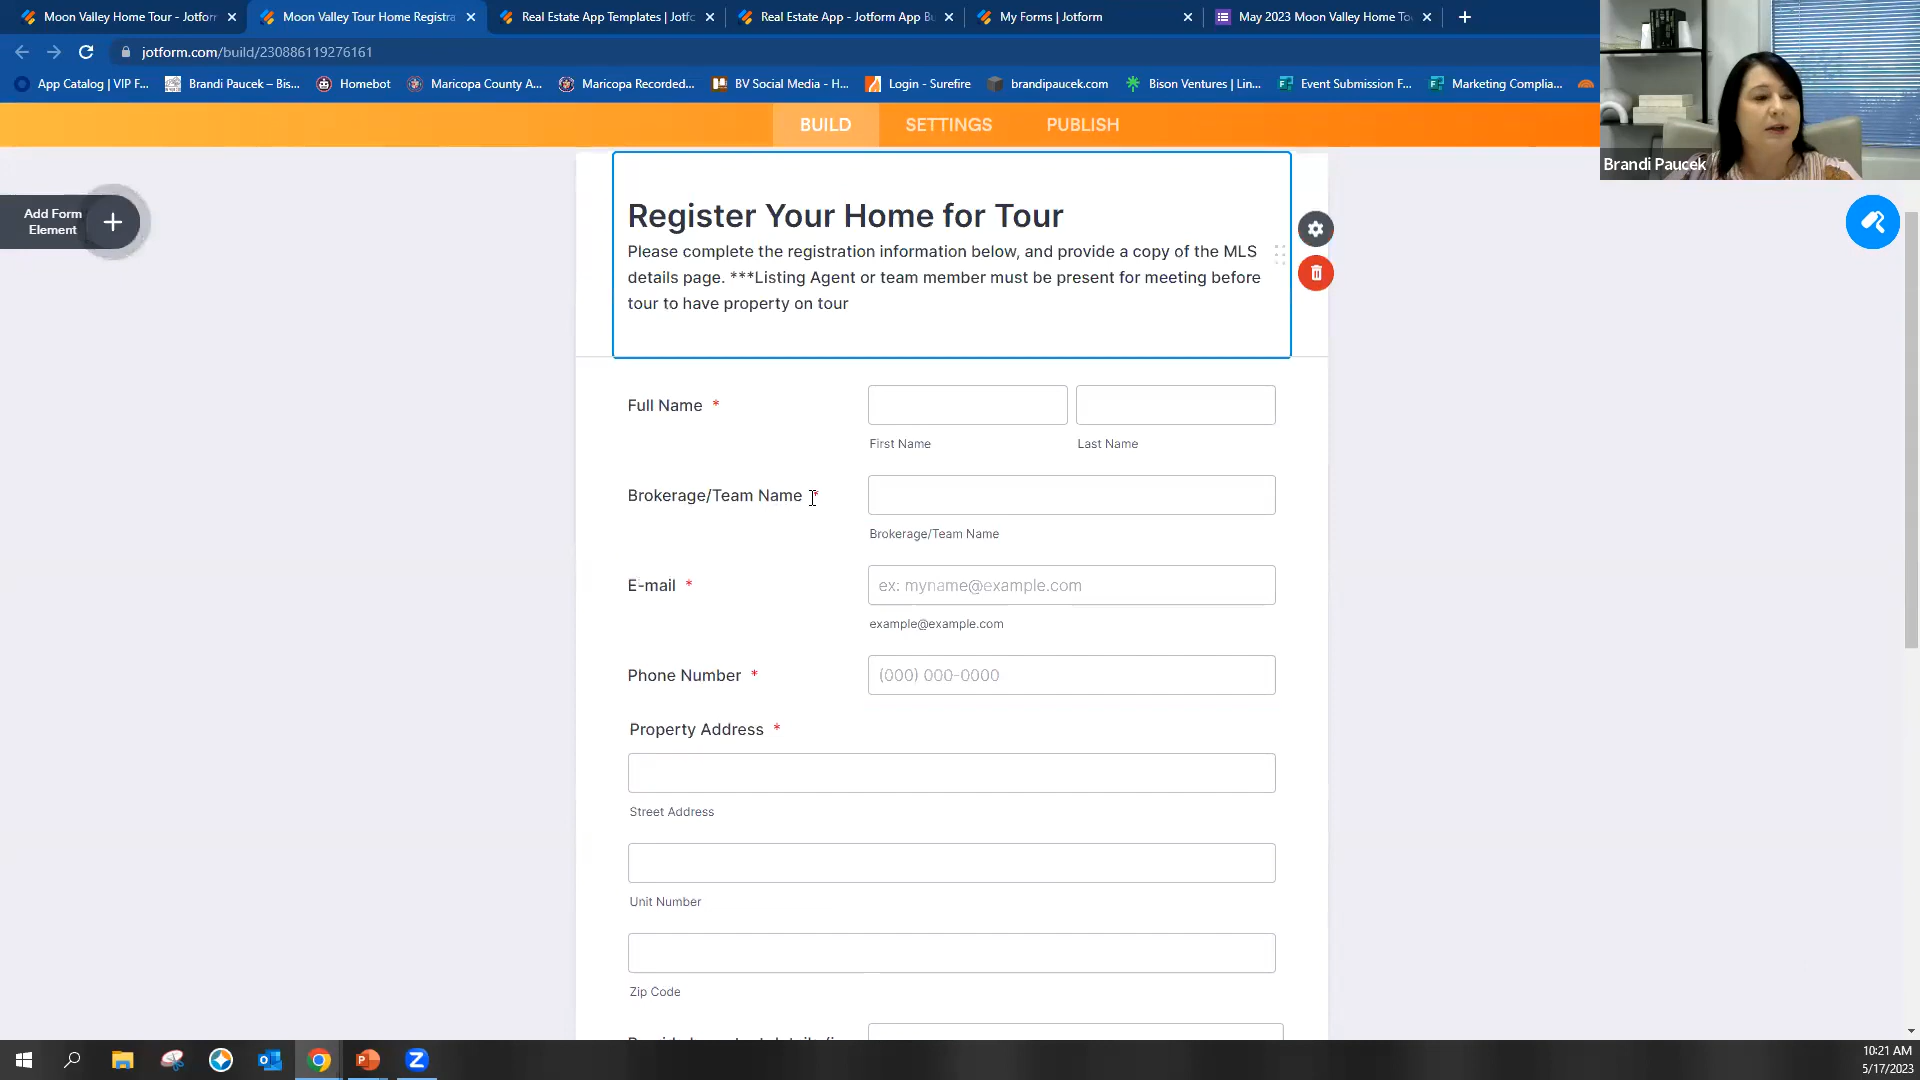 Moon Valley Home Tour - Jotfor
Moon Valley Tour Home Registra
Real Estate App Templates | Jotfo
Real Estate App - Jotform App Bu
My Forms | Jotform
May 2023 Moon Valley Home To
jotform.com/build/230886119276161
App Catalog | VIP F...
Brandi Paucek – Bis...
Homebot
Maricopa County A...
Maricopa Recorded...
BV Social Media - H...
Login - Surefire
brandipaucek.com
Bison Ventures | Lin...
Event Submission F...
Marketing Complia...
BUILD
SETTINGS
PUBLISH
Brandi Paucek
Add Form
Element
Register Your Home for Tour
Please complete the registration information below, and provide a copy of the MLS
details page. ***Listing Agent or team member must be present for meeting before
tour to have property on tour
Full Name *
First Name
Last Name
Brokerage/Team Name *
Brokerage/Team Name
E-mail *
ex: myname@example.com
example@example.com
Phone Number *
(000) 000-0000
Property Address *
Street Address
Unit Number
Zip Code
10:21 AM
5/17/2023